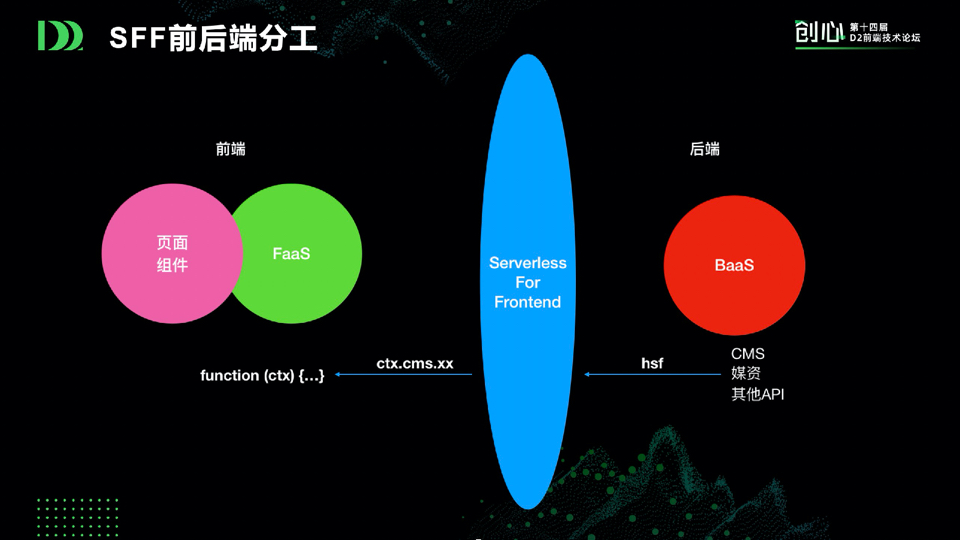 SFF前后端分工
创心 第十四届
D2前端技术论坛
前端
后端
页面
组件
FaaS
Serverless
For
Frontend
BaaS
function (ctx) {...}
ctx.cms.xx
hsf
CMS
媒资
其他API